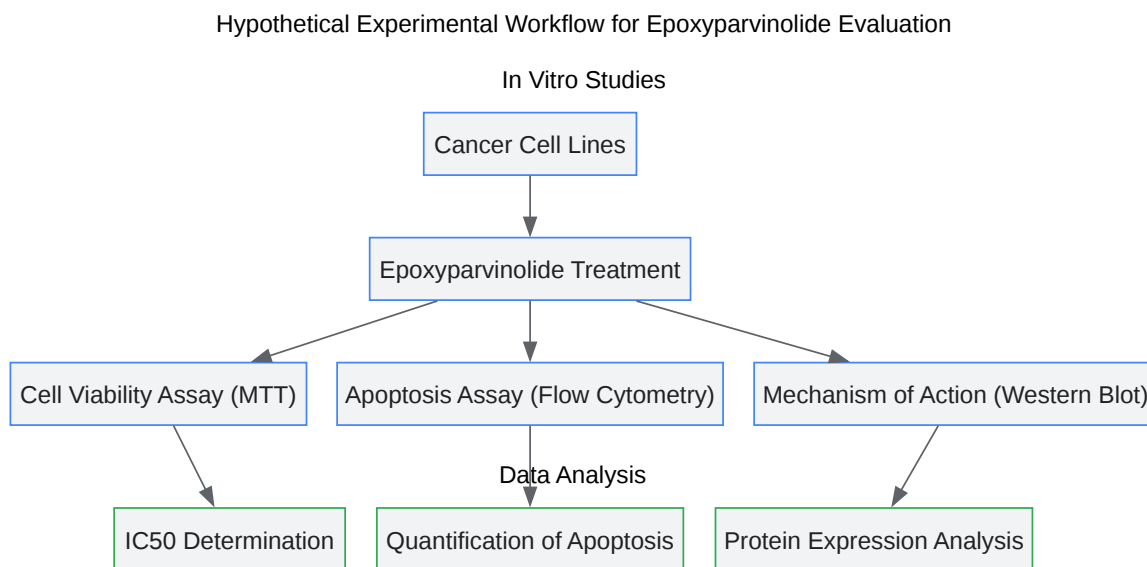 Hypothetical Experimental Workflow for Epoxyparvinolide Evaluation
In Vitro Studies
Cancer Cell Lines
Epoxyparvinolide Treatment
Cell Viability Assay (MTT)
Apoptosis Assay (Flow Cytometry)
Mechanism of Action (Western Blot)
Data Analysis
IC50 Determination
Quantification of Apoptosis
Protein Expression Analysis